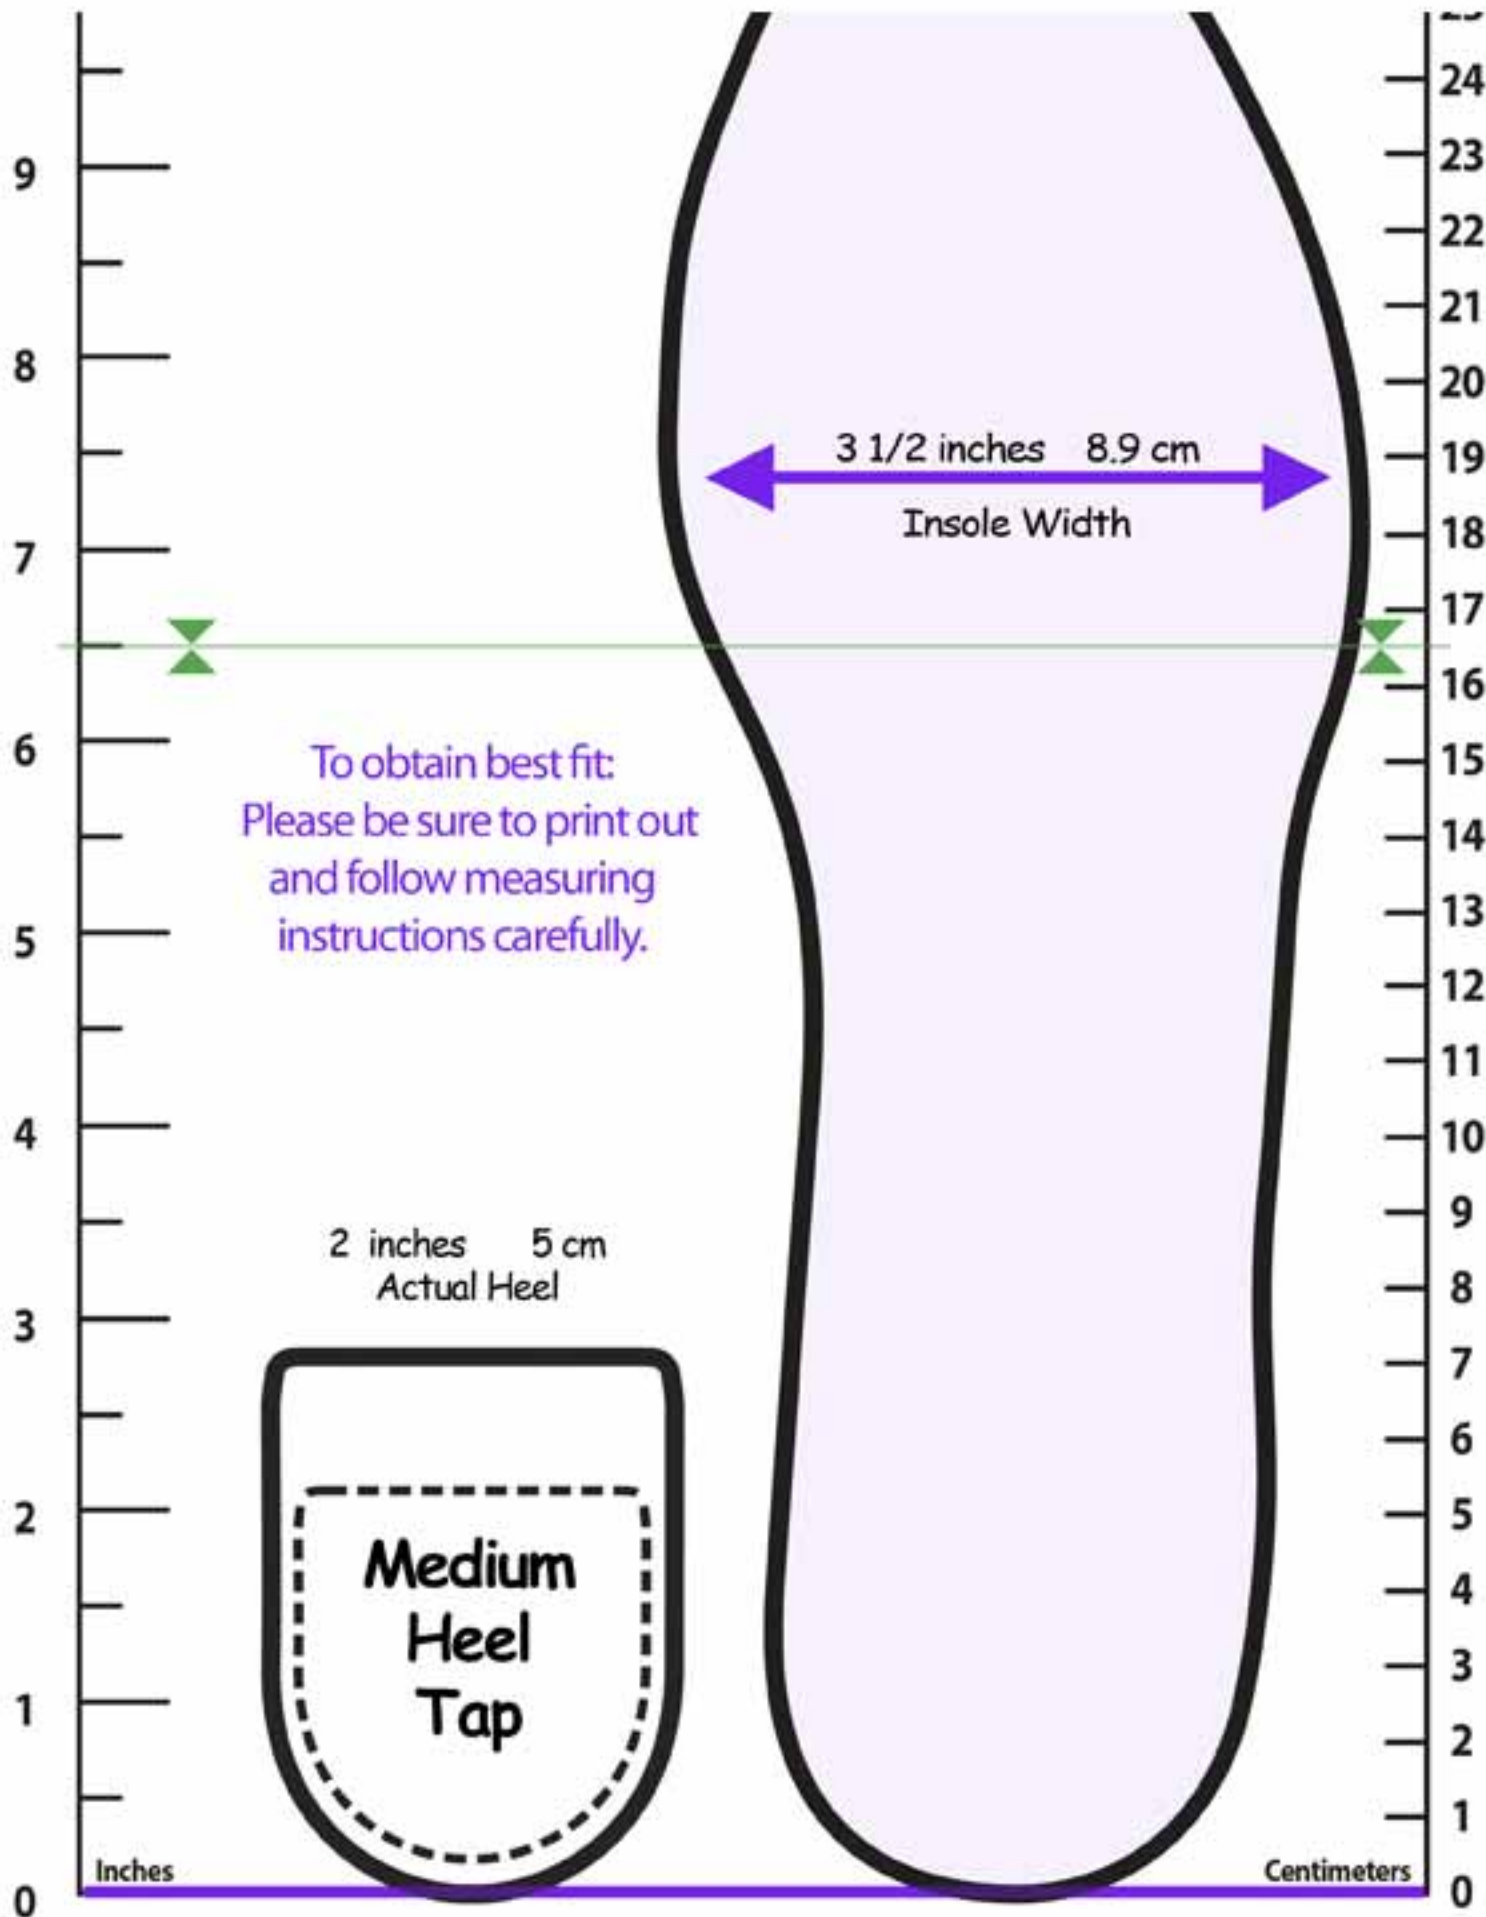 25
24
9
23
22
21
8
20
3 1/2 inches 8.9 cm
19
Insole Width
18
7
17
16
6
To obtain best fit:
15
Please be sure to print out
14
and follow measuring
13
5
instructions carefully.
12
11
4
10
9
2 inches 5 cm
Actual Heel
8
3
7
6
2
5
Medium
4
Heel
3
1
Tap
2
1
Inches
Centimeters
0
0